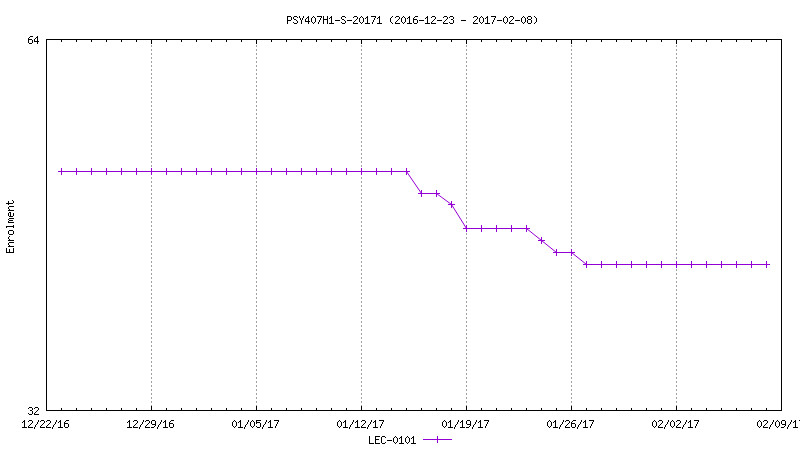 PSY407H1-S-20171 (2016-12-23 - 2017-02-08)
64
Enrolment
32
12/22/16 12/29/16 01/05/17 01/12/17 01/19/17 01/26/17 02/02/17 02/09/1
LEC-0101